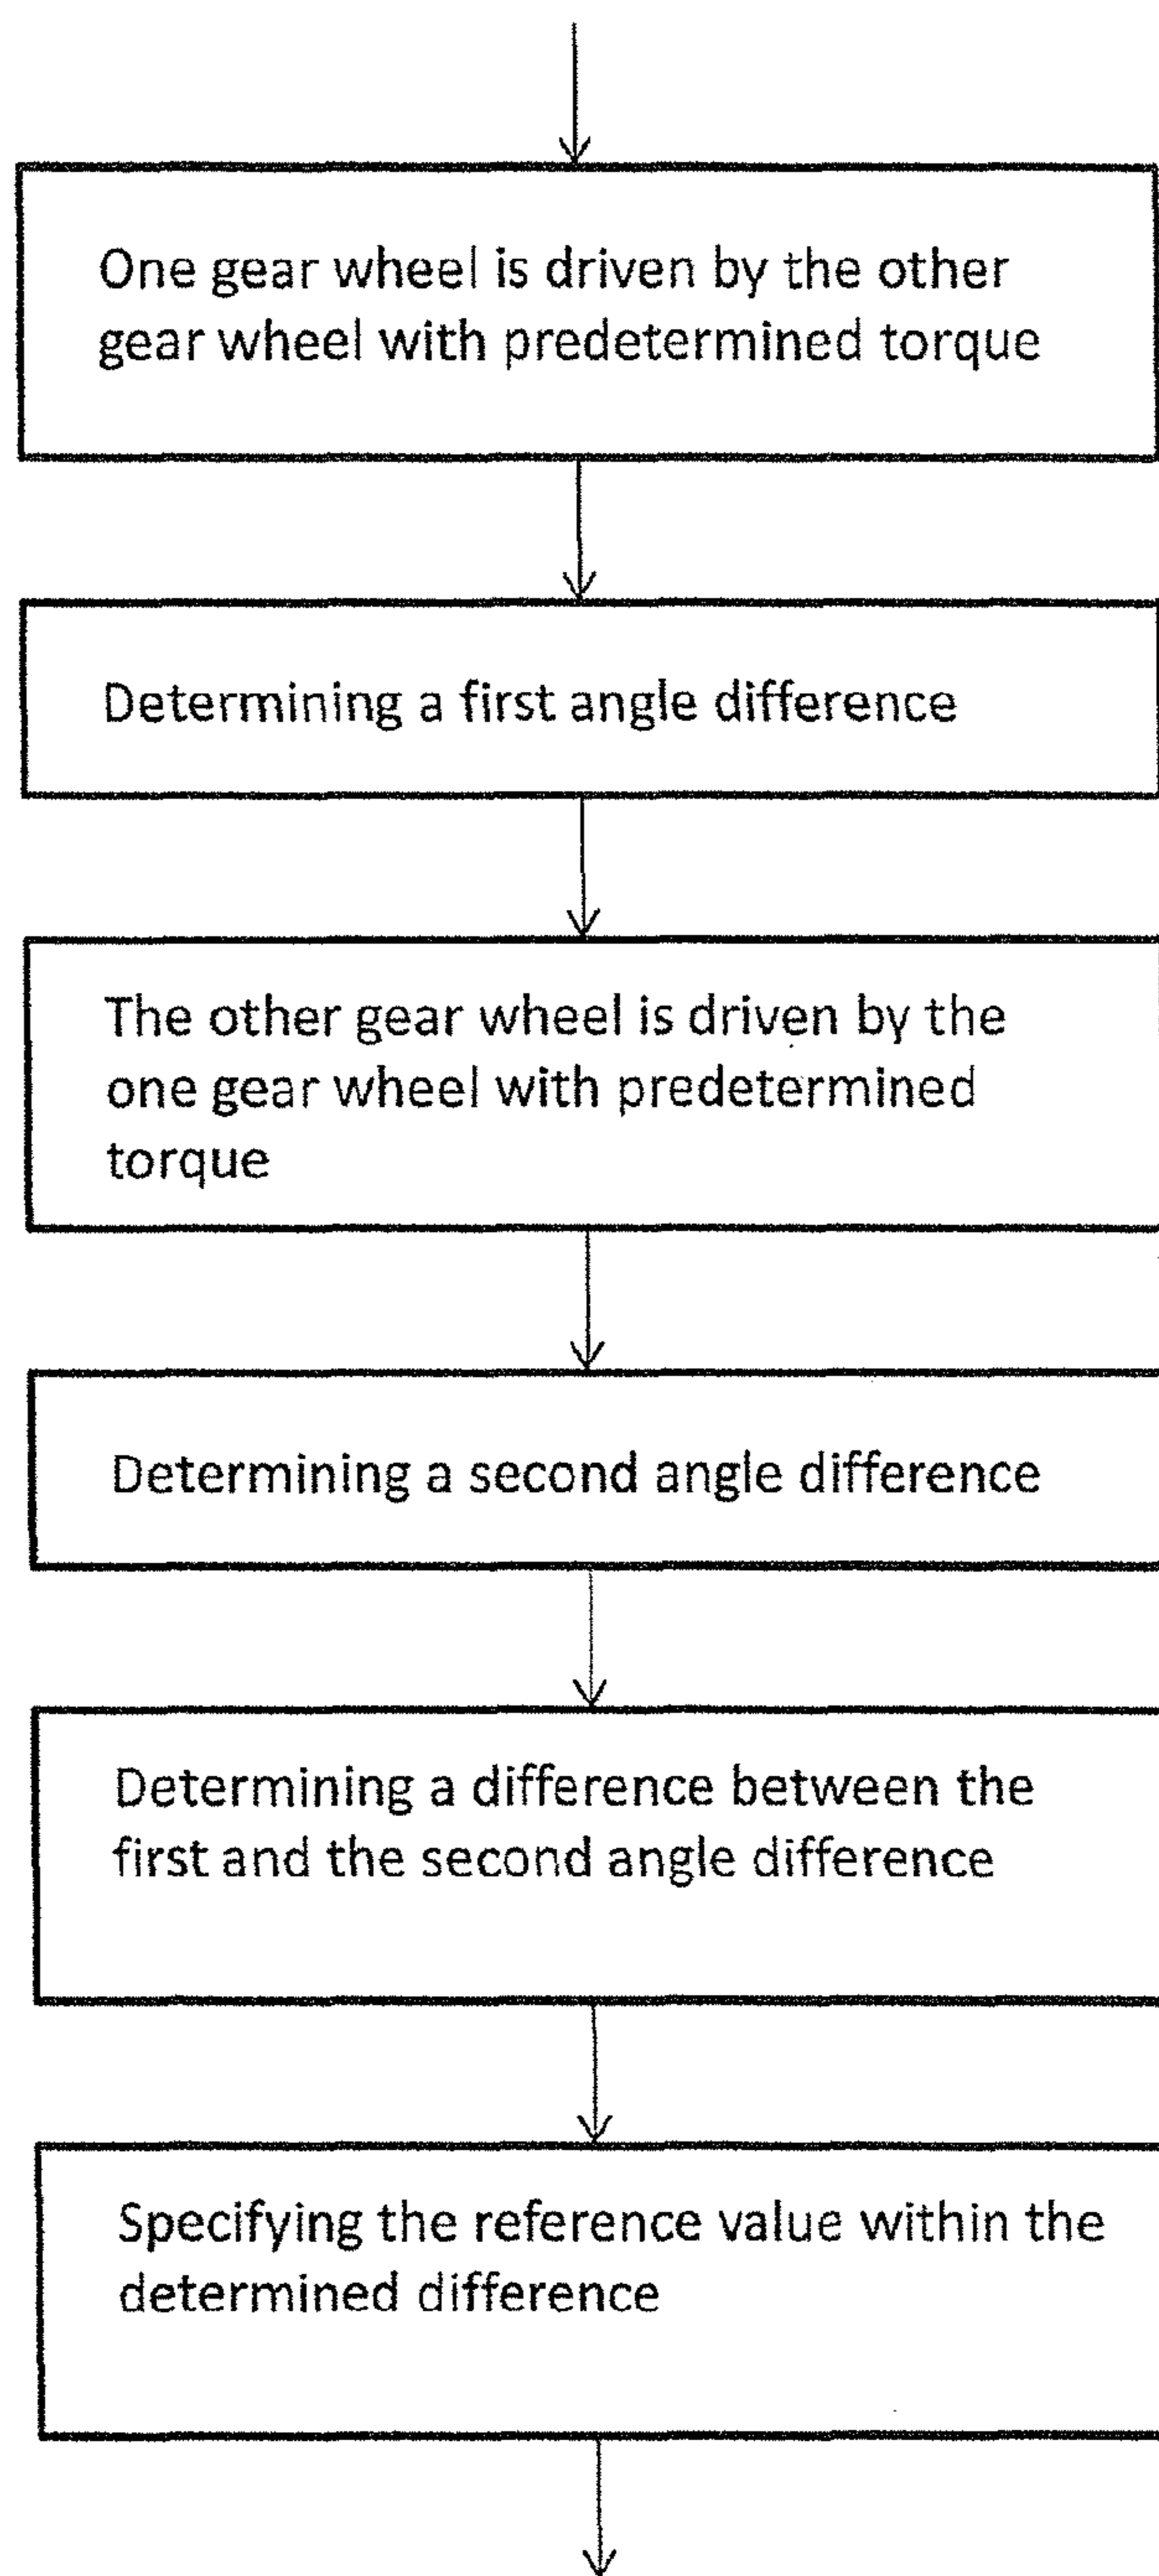 One gear wheel is driven by the other
gear wheel with predetermined torque
Determining a first angle difference
The other gear wheel is driven by the
one gear wheel with predetermined
torque
Determining a second angle difference
Determining a difference between the
first and the second angle difference
Specifying the reference value within the
determined difference